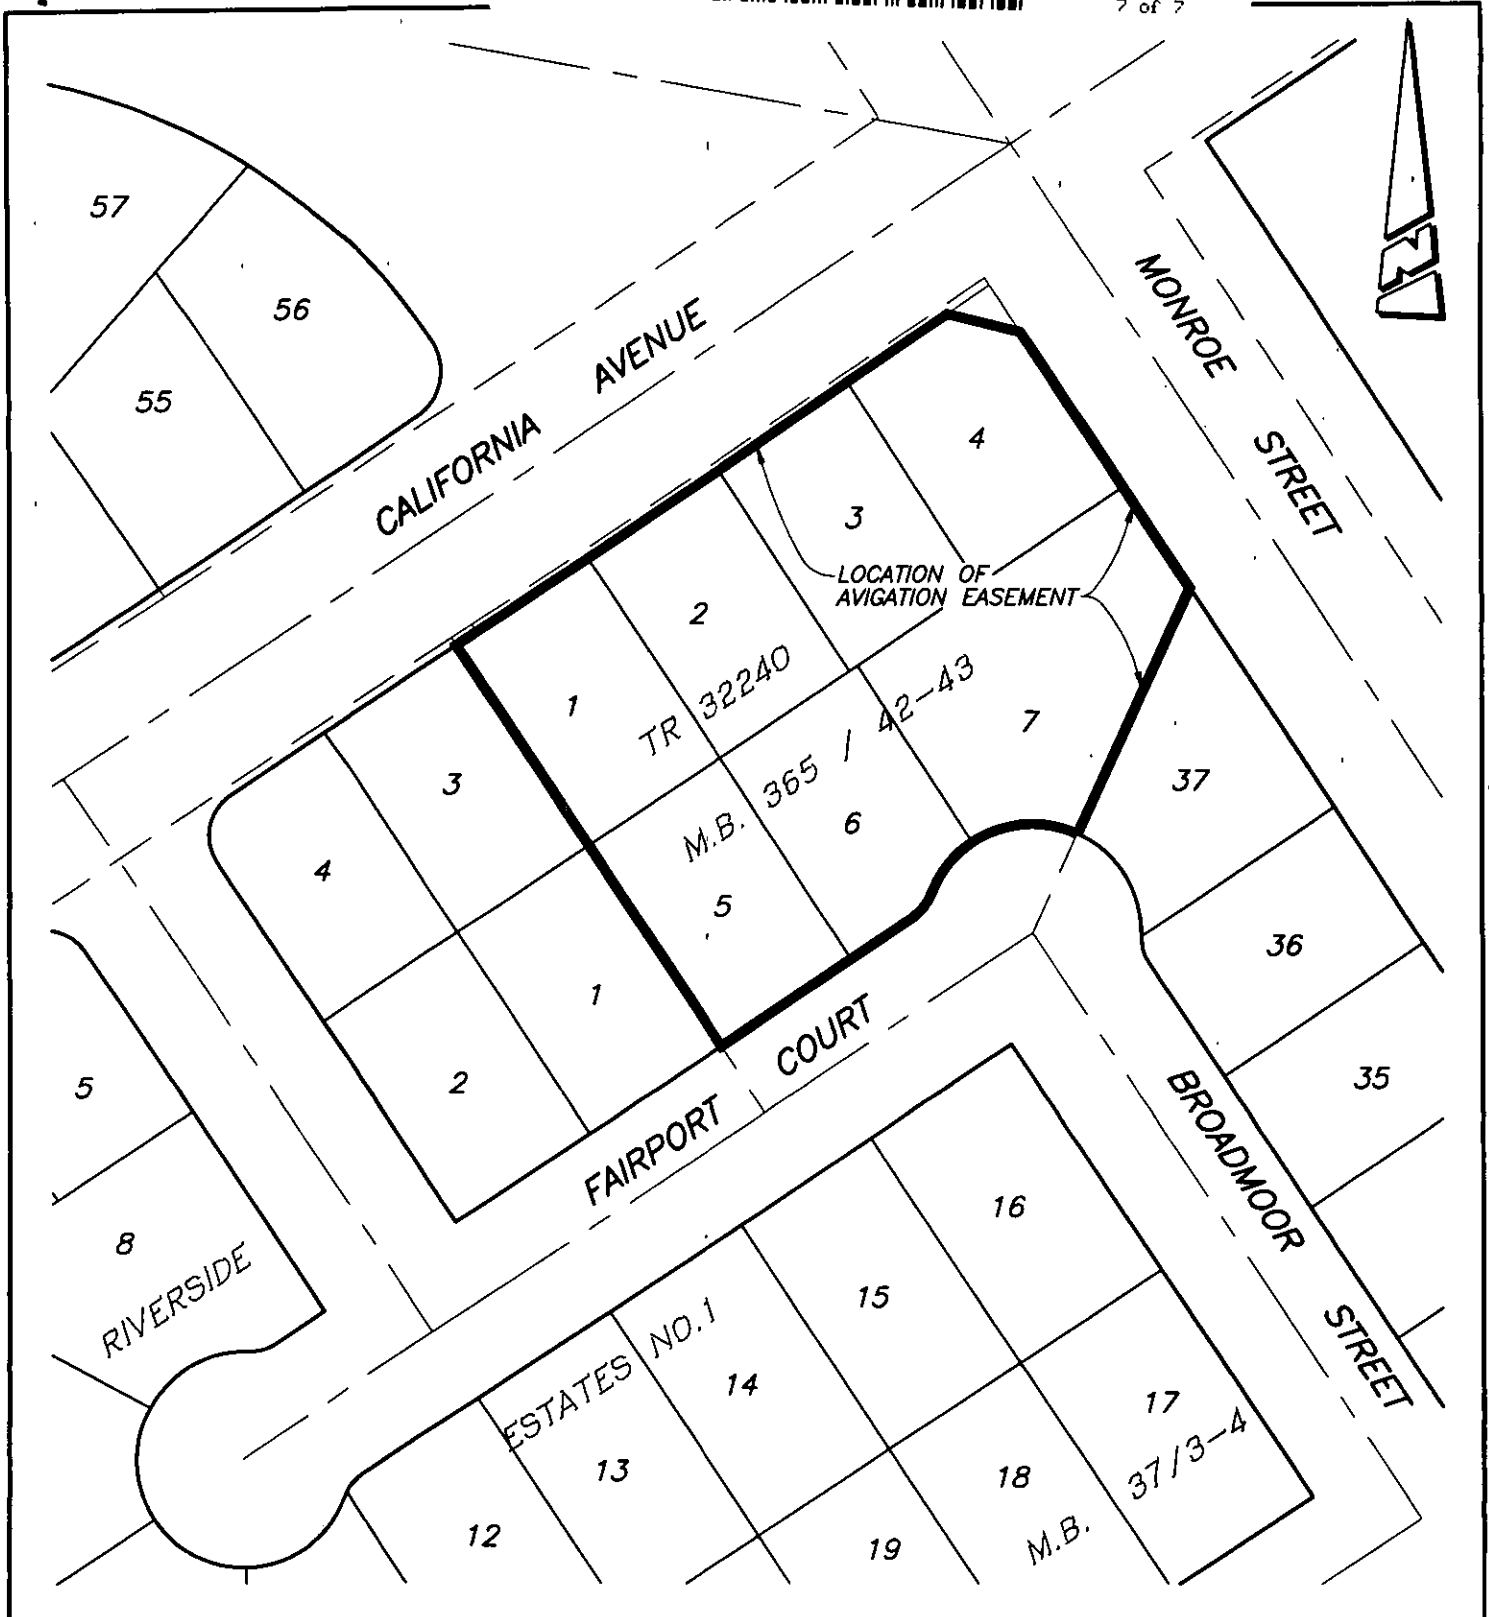 7 of 7
N
57
56
55
CALIFORNIA AVENUE
MONROE STREET
4
3
LOCATION OF
AVIGATION EASEMENT
2
1
TR 32240
M.B. 365 / 42-43
7
6
5
37
3
4
1
2
36
35
5
8
FAIRPORT COURT
BROADMOOR STREET
RIVERSIDE
ESTATES NO.1
16
15
14
13
12
17
18
19
M.B. 37/3-4